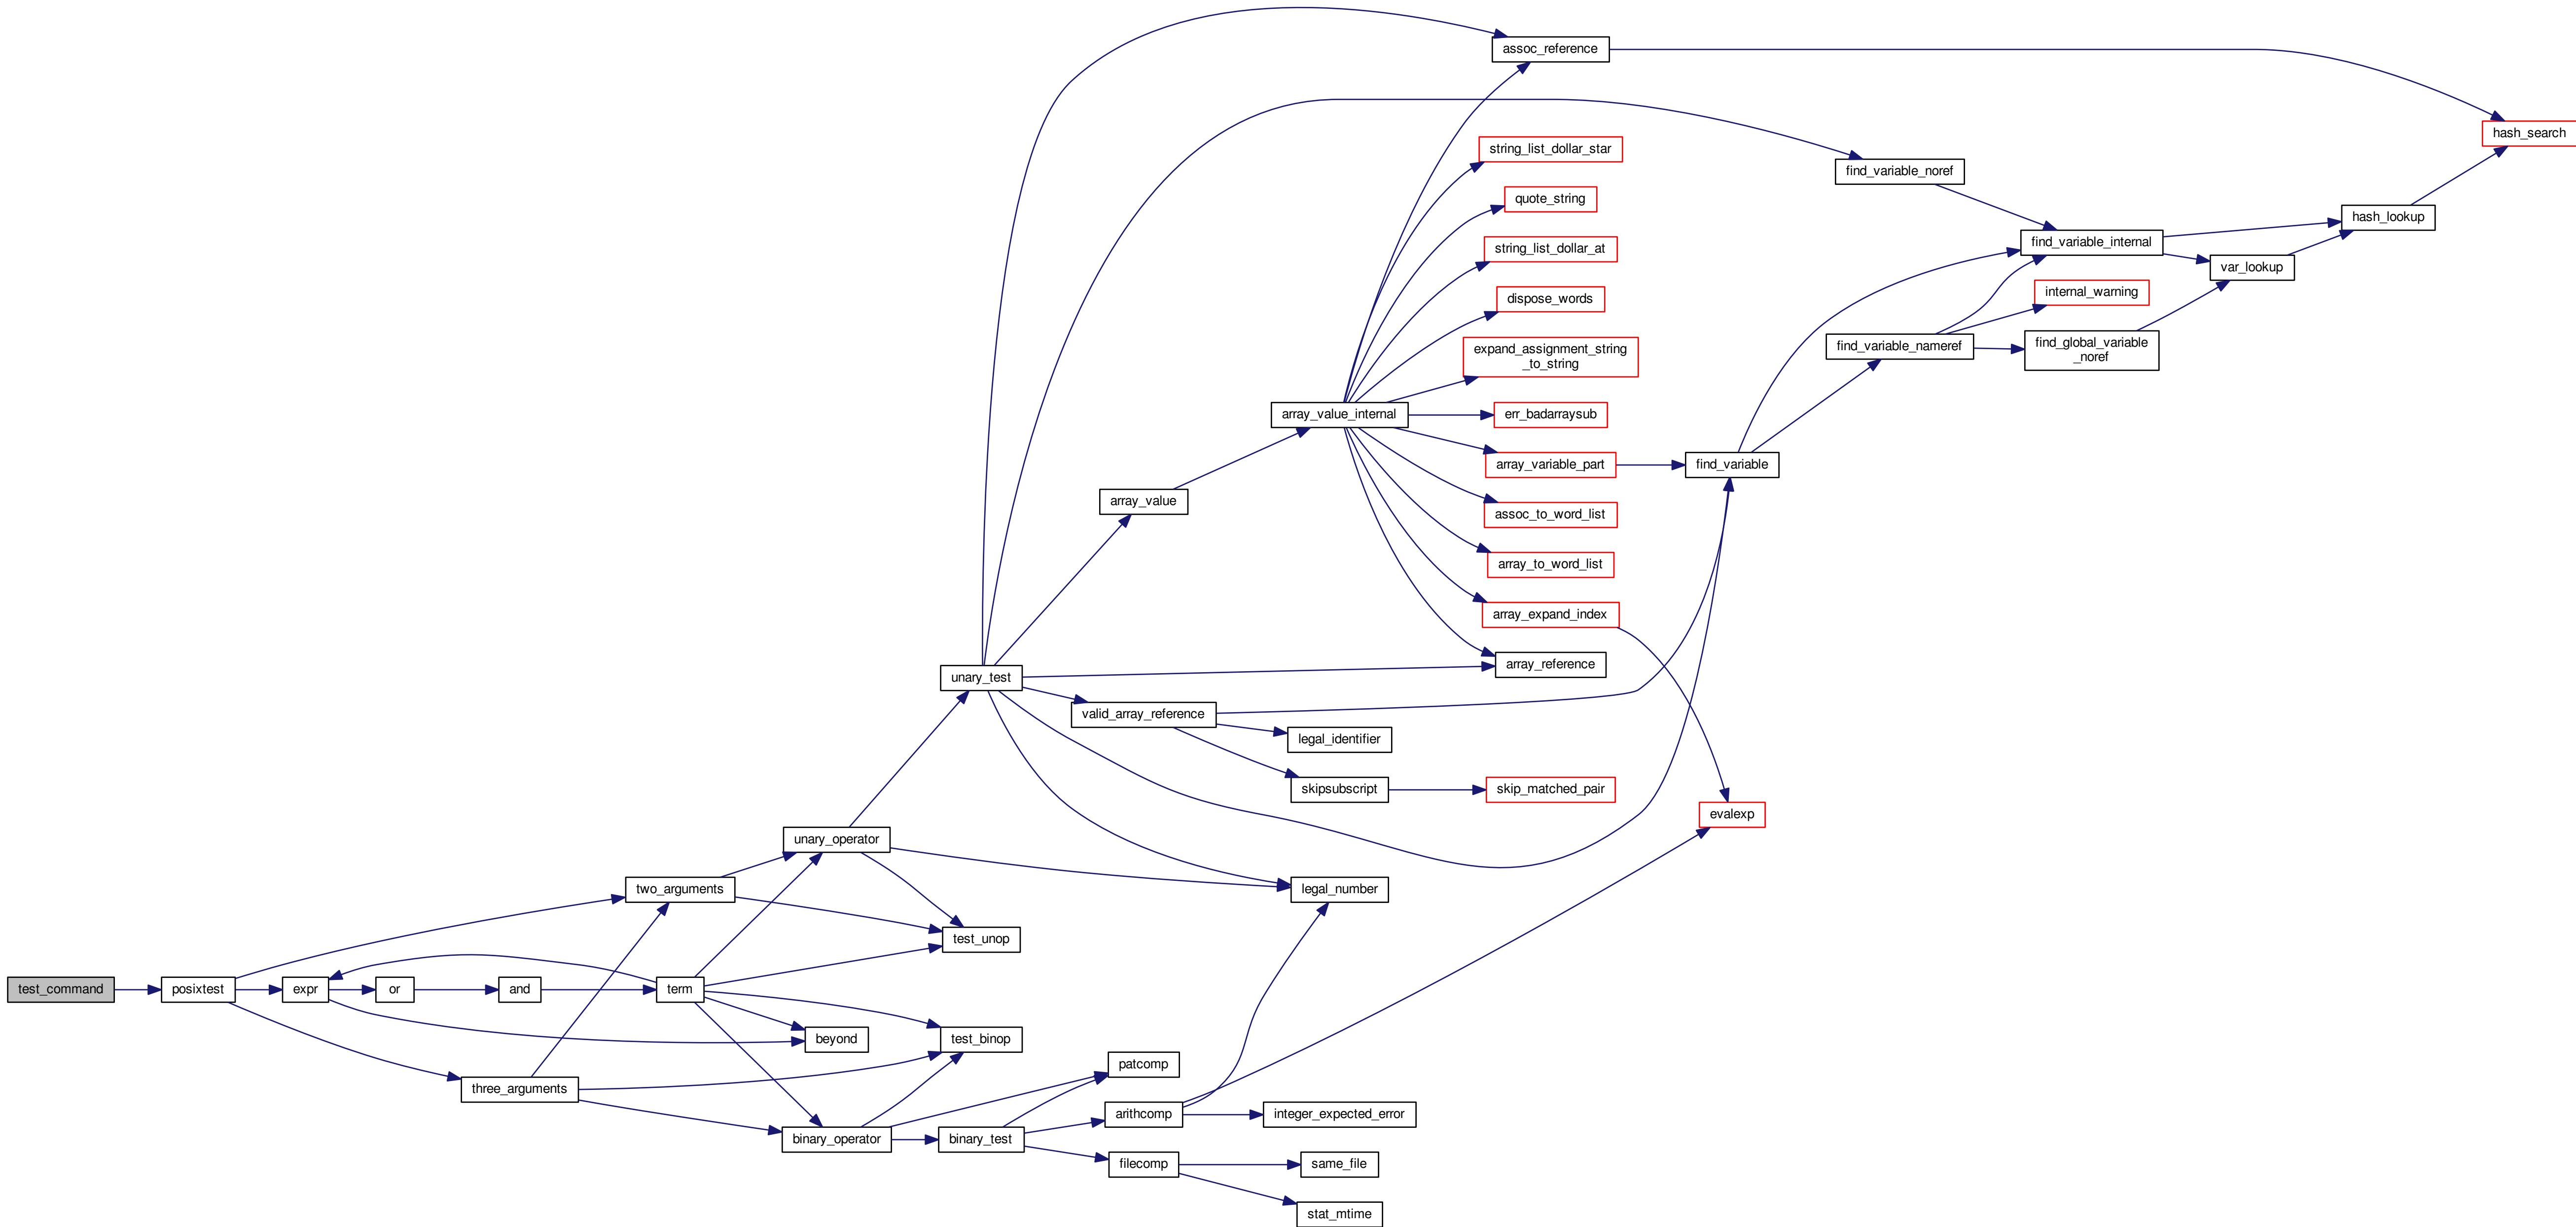 assoc_reference
hash_search
string_list_dollar_star
find_variable_noref
quote_string
hash_lookup
find_variable_internal
string_list_dollar_at
var_lookup
internal_warning
dispose_words
find_variable_nameref
find_global_variable
_noref
expand_assignment_string
_to_string
array_value_internal
err_badarraysub
array_variable_part
find_variable
array_value
assoc_to_word_list
array_to_word_list
array_expand_index
array_reference
unary_test
valid_array_reference
legal_identifier
skipsubscript
skip_matched_pair
evalexp
unary_operator
two_arguments
legal_number
test_unop
test_command
posixtest
expr
or
and
term
beyond
test_binop
patcomp
three_arguments
arithcomp
integer_expected_error
binary_operator
binary_test
filecomp
same_file
stat_mtime